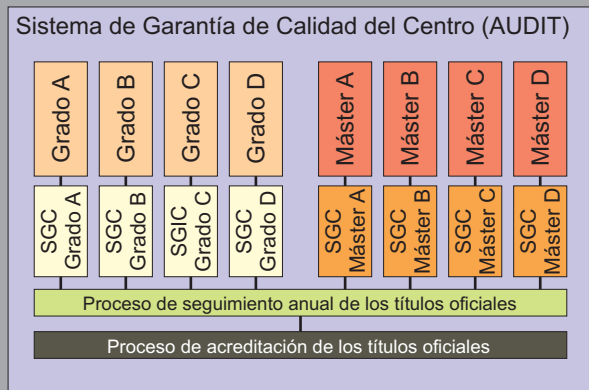 Sistema de Garantía de Calidad del Centro (AUDIT)
Grado A
Grado B
Grado C
Grado D
Máster A
Máster B
Máster C
Máster D
SGC
Grado A
SGC
Grado B
SGIC
Grado C
SGC
Grado D
SGC
Máster A
SGC
Máster B
SGC
Máster C
SGC
Máster D
Proceso de seguimiento anual de los títulos oficiales
Proceso de acreditación de los títulos oficiales